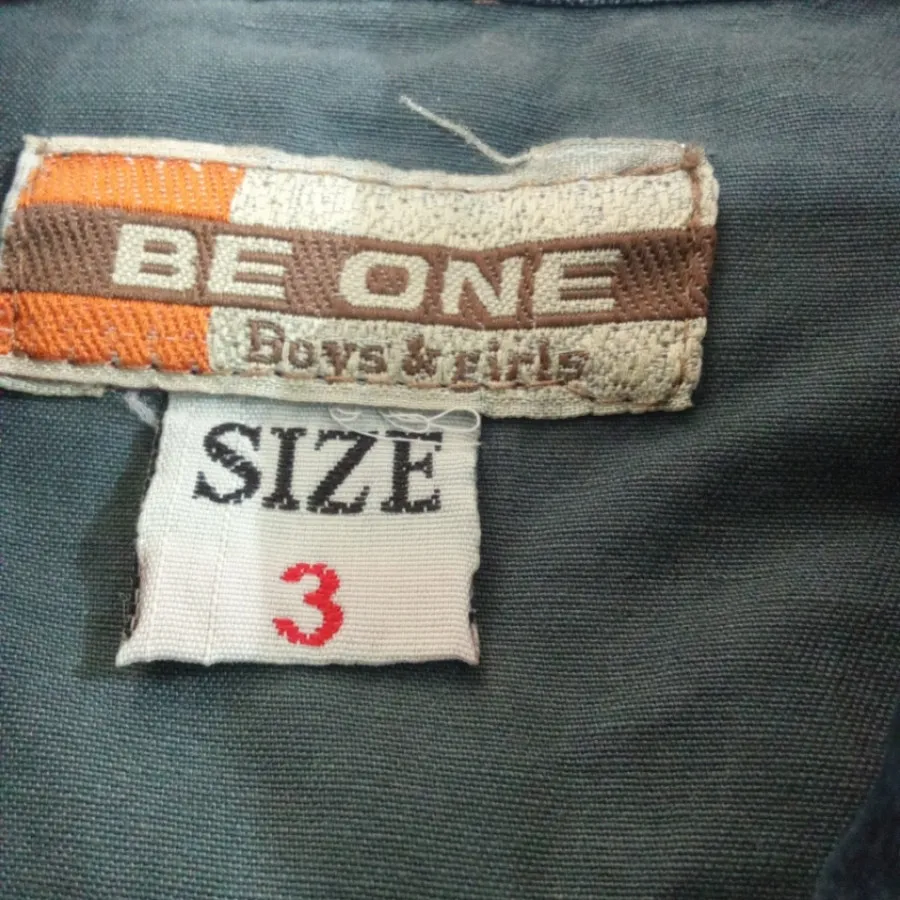 BE ONE
Boys & girls
SIZE
3